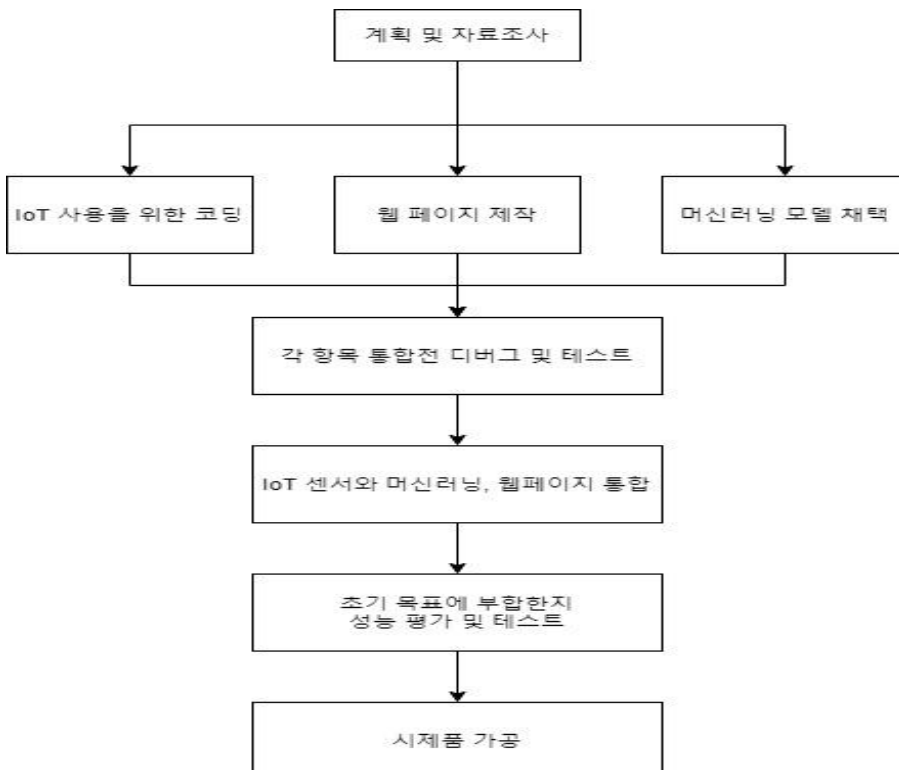 계획 및 자료조사
IoT 사용을 위한 코딩
웹 페이지 제작
머신러닝 모델 채택
각 항목 통합전 디버그 및 테스트
IoT 센서와 머신러닝, 웹페이지 통합
초기 목표에 부합한지
성능 평가 및 테스트
시제품 가공